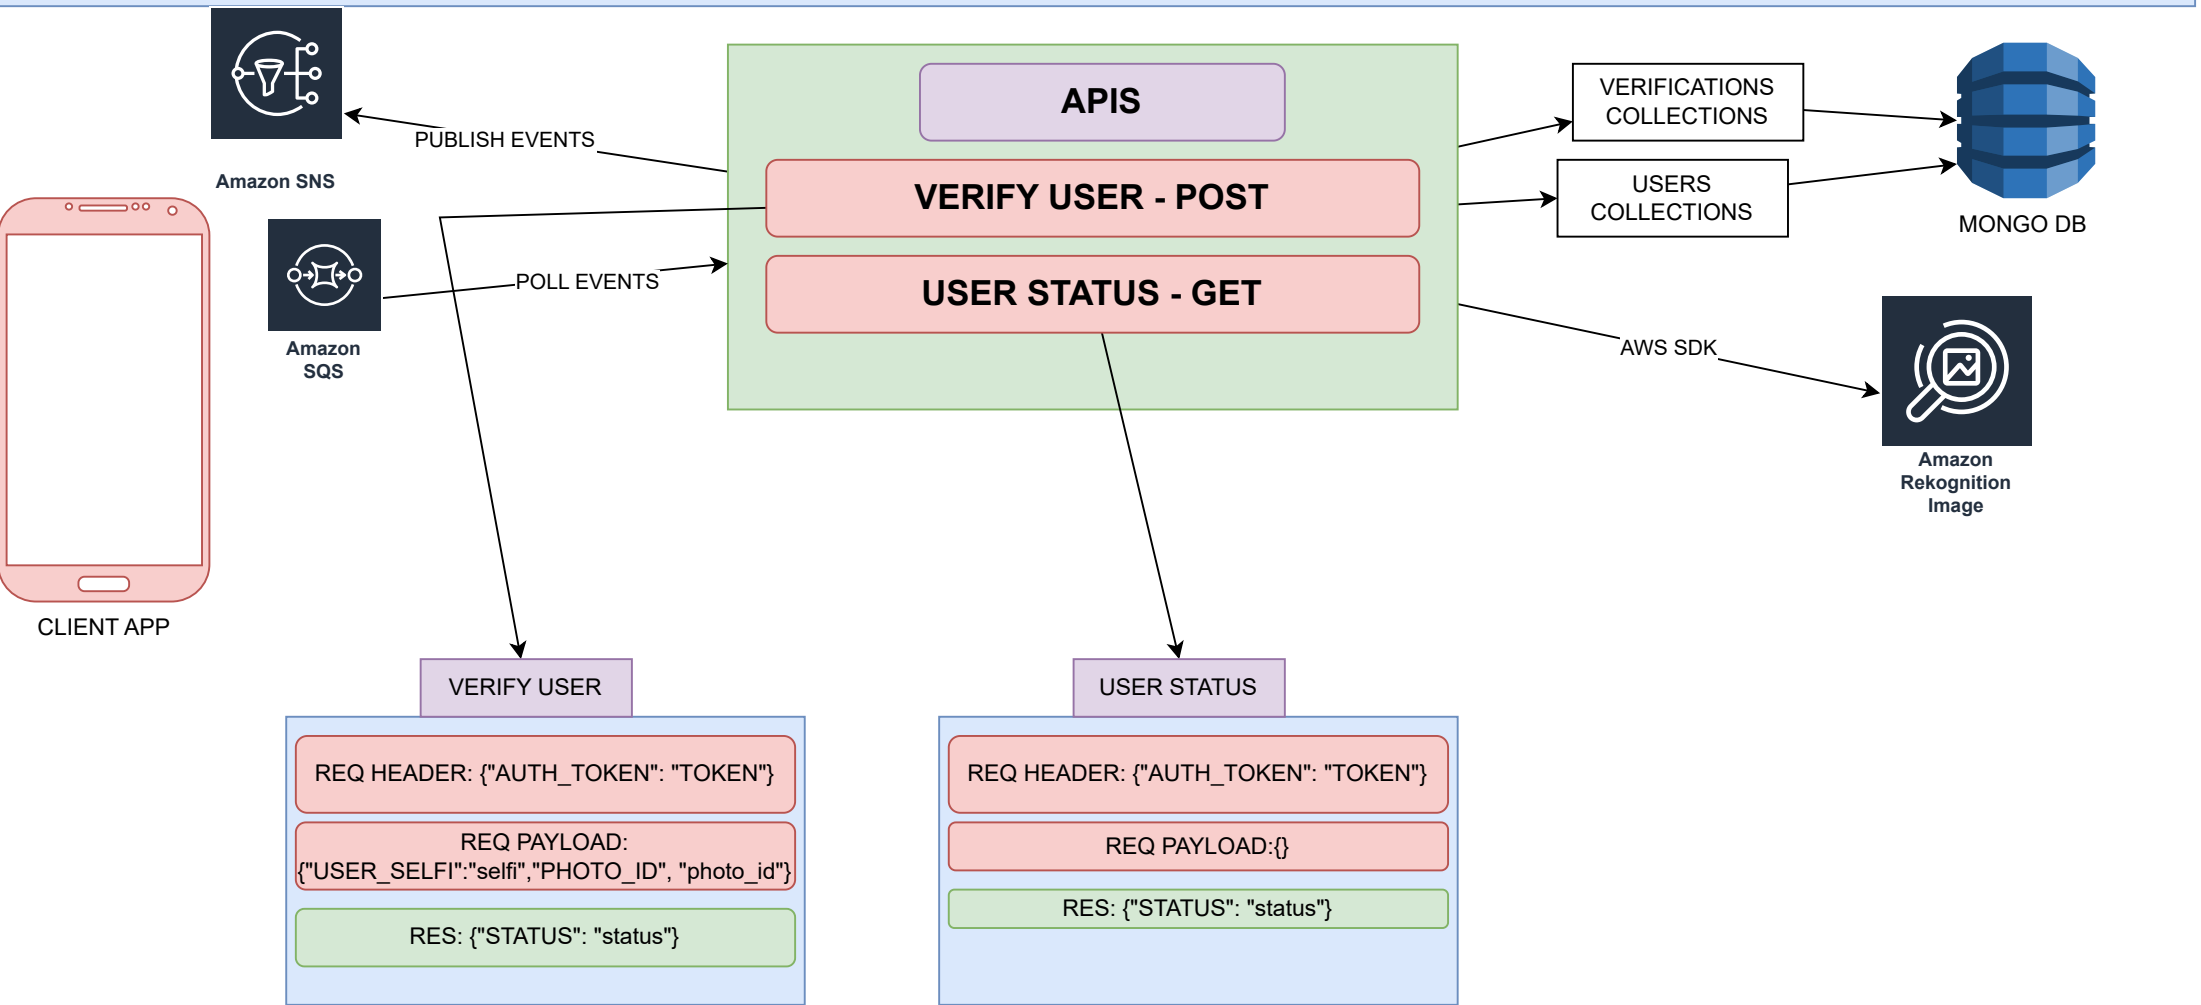 APIS
VERIFICATIONS
COLLECTIONS
PUBLISH EVENTS
Amazon SNS
VERIFY USER - POST
USERS
COLLECTIONS
MONGO DB
POLL EVENTS
USER STATUS - GET
Amazon
SQS
AWS SDK
Amazon
Rekognition
Image
CLIENT APP
VERIFY USER
REQ HEADER: {"AUTH_TOKEN": "TOKEN"}
REQ PAYLOAD:
{"USER_SELFI":"selfi","PHOTO_ID", "photo_id"}
RES: {"STATUS": "status"}
USER STATUS
REQ HEADER: {"AUTH_TOKEN": "TOKEN"}
REQ PAYLOAD:{}
RES: {"STATUS": "status"}